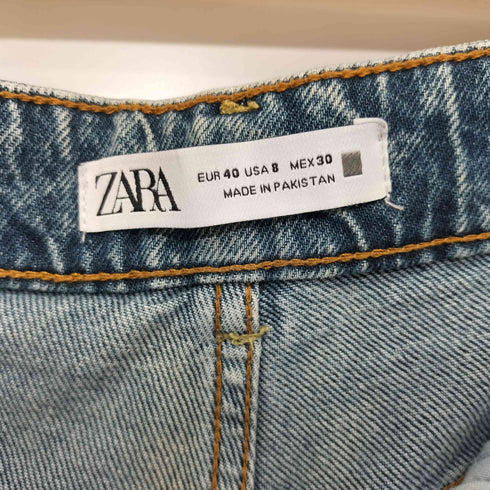 ZARA
EUR 40 USA 8 MEX 30
MADE IN PAKISTAN